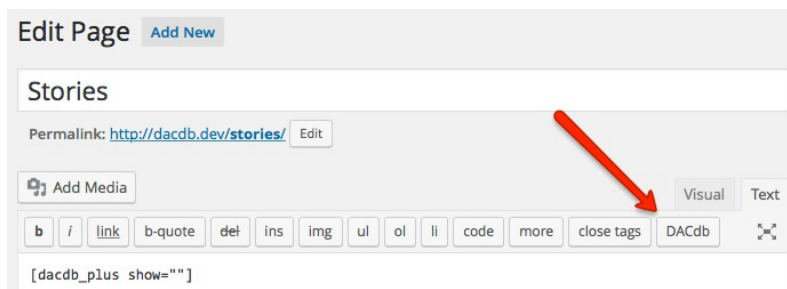 Edit Page Add New
Stories
Permalink: http://dacdb.dev/stories/ Edit
Add Media Visual Text
b i link b-quote del ins img ul ol li code more close tags DACdb
[dacdb_plus show=""]